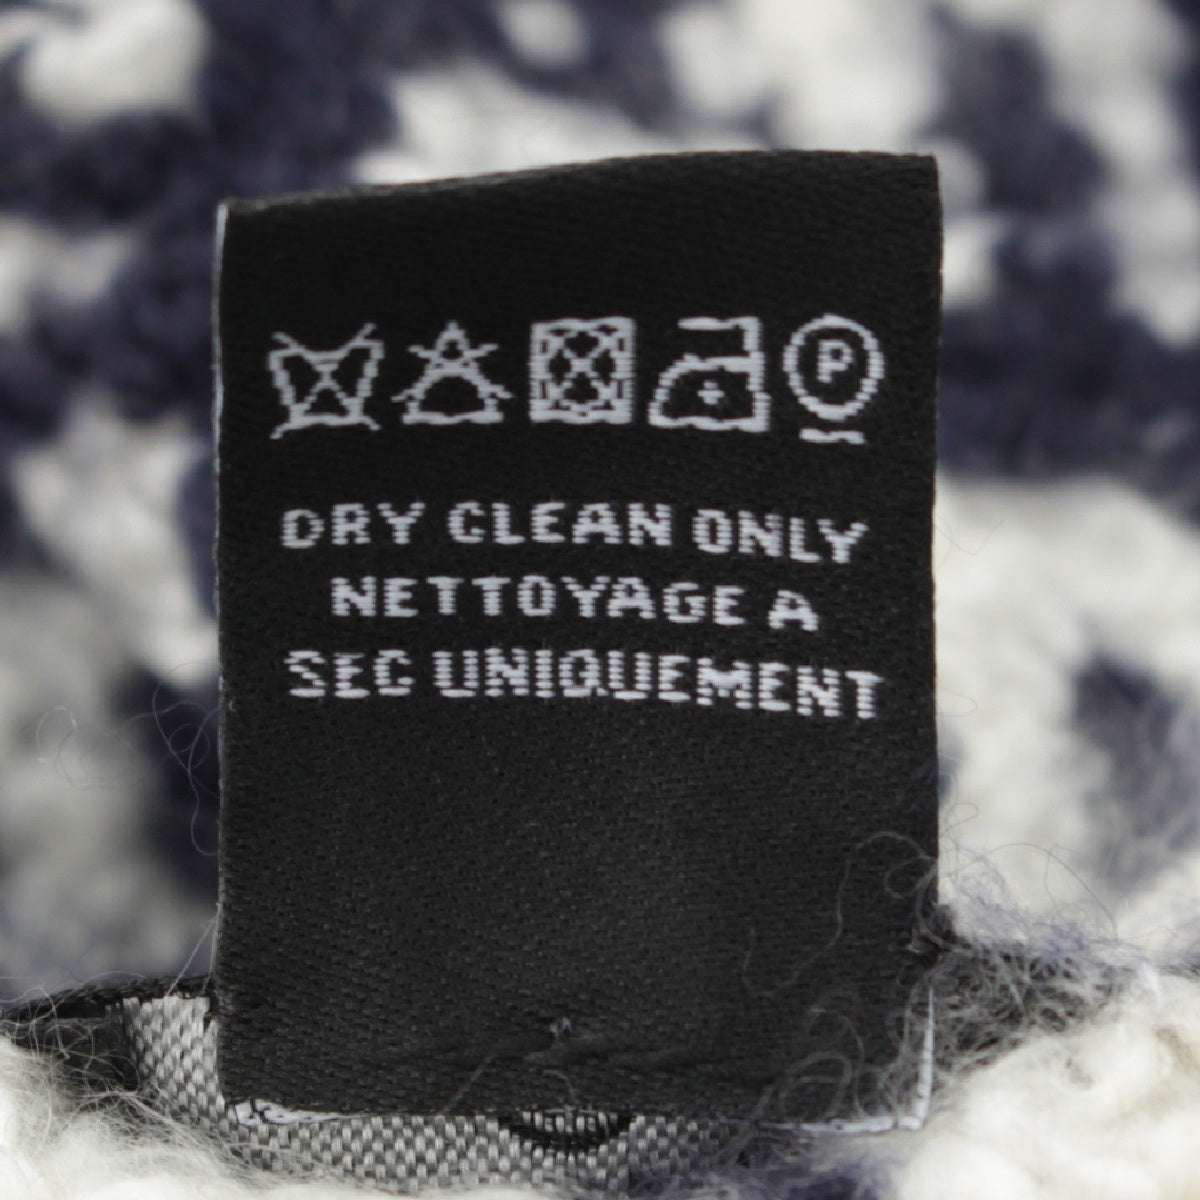 P
DRY CLEAN ONLY
NETTOYAGE A
SEC UNIQUEMENT